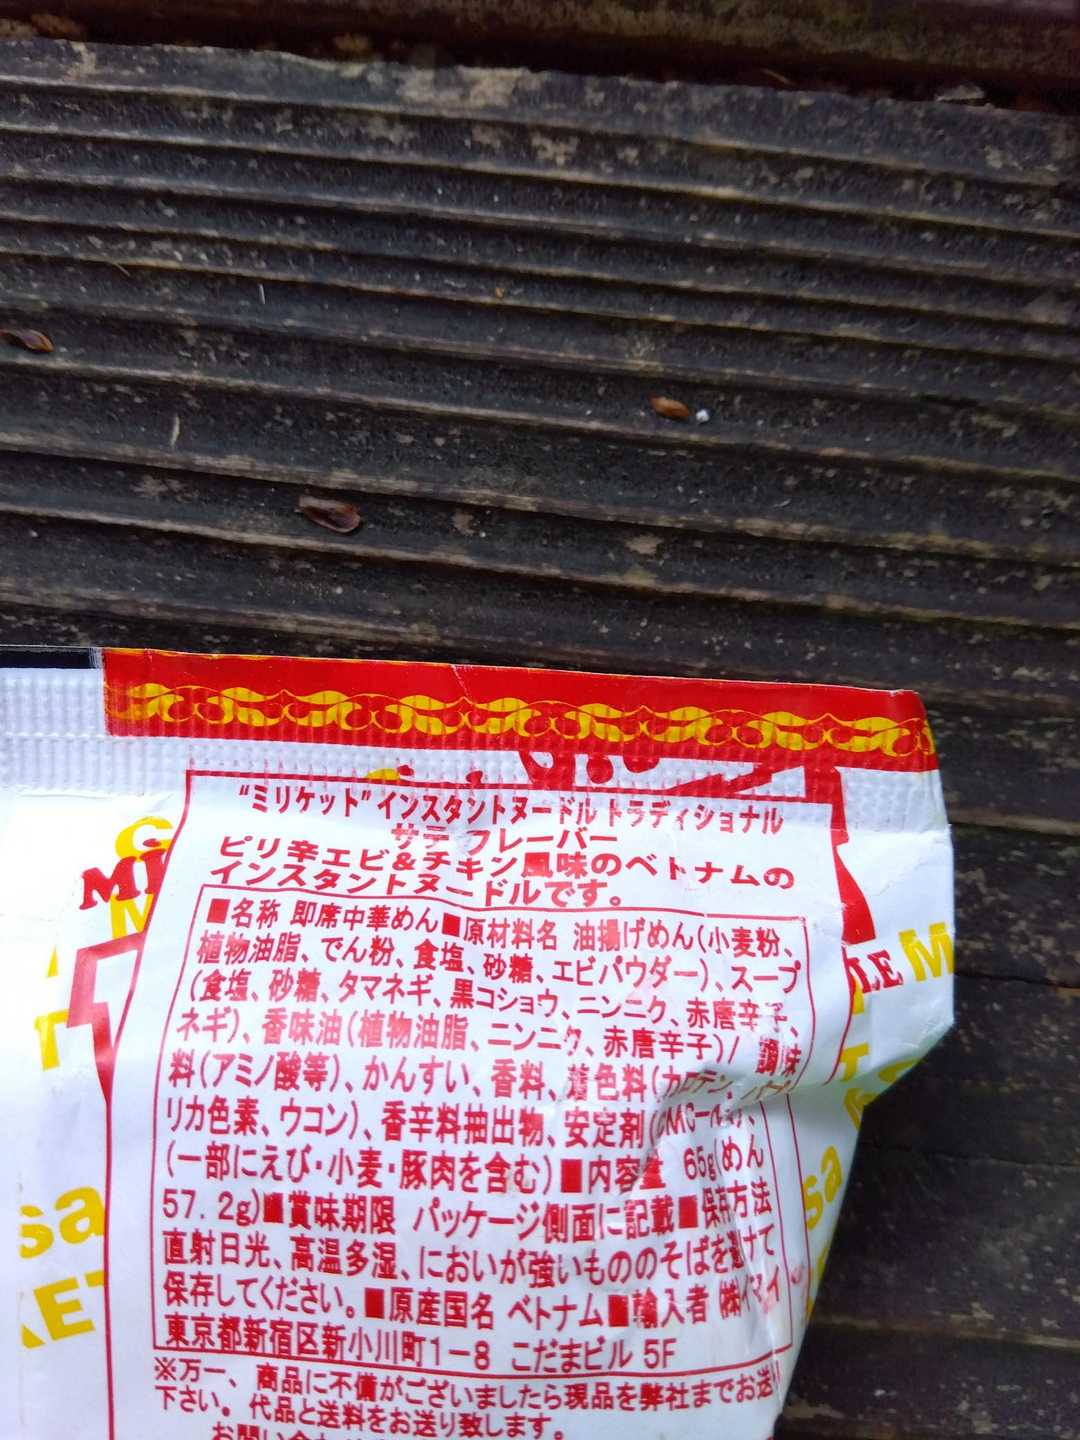 "ミリケット"インスタントヌードル トラディショナル
サテ フレーバー
ピリ辛エビ&チキン風味のベトナムの
インスタントヌードルです。
■名称 即席中華めん■原材料名 油揚げめん(小麦粉、
植物油脂、でん粉、食塩、砂糖、エビパウダー)、スープ
(食塩、砂糖、タマネギ、黒コショウ、ニンニク、赤唐辛子、
ネギ)、香味油(植物油脂、ニンニク、赤唐辛子)/ 調味
料(アミノ酸等)、かんすい、香料、着色料(カロテン、パプ
リカ色素、ウコン)、香辛料抽出物、安定剤(CMC-Na)、
(一部にえび・小麦・豚肉を含む)■内容量 65g(めん
57.2g)■賞味期限 パッケージ側面に記載■保存方法
直射日光、高温多湿、においが強いもののそばを避けて
保存してください。■原産国名 ベトナム■輸入者 ㈱イマイ
東京都新宿区新小川町1-8 こだまビル 5F
※万一、商品に不備がございましたら現品を弊社までお送り
下さい。代品と送料をお送り致します。